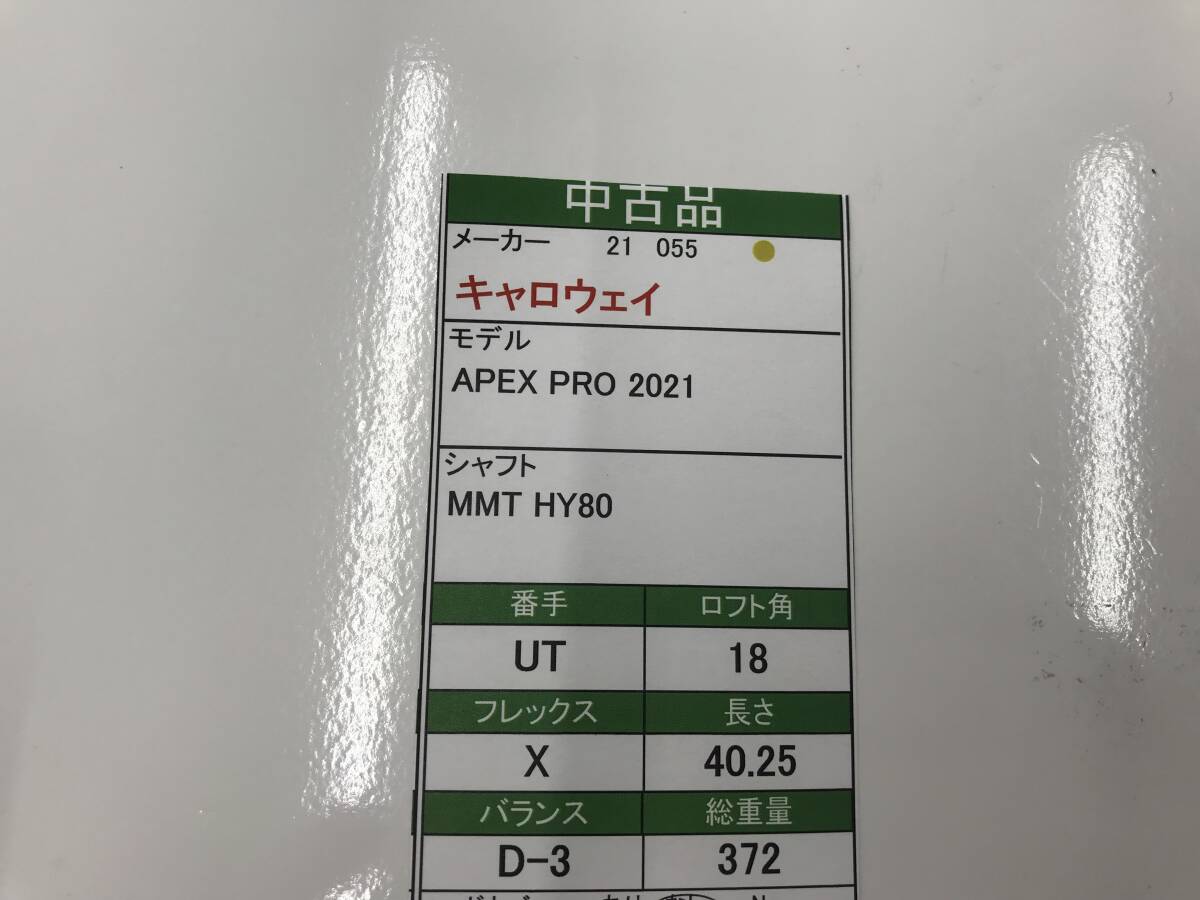 中古品
メーカー 21 055
キャロウェイ
モデル
APEX PRO 2021
シャフト
MMT HY80
番手 ロフト角
UT 18
フレックス 長さ
X 40.25
バランス 総重量
D-3 372